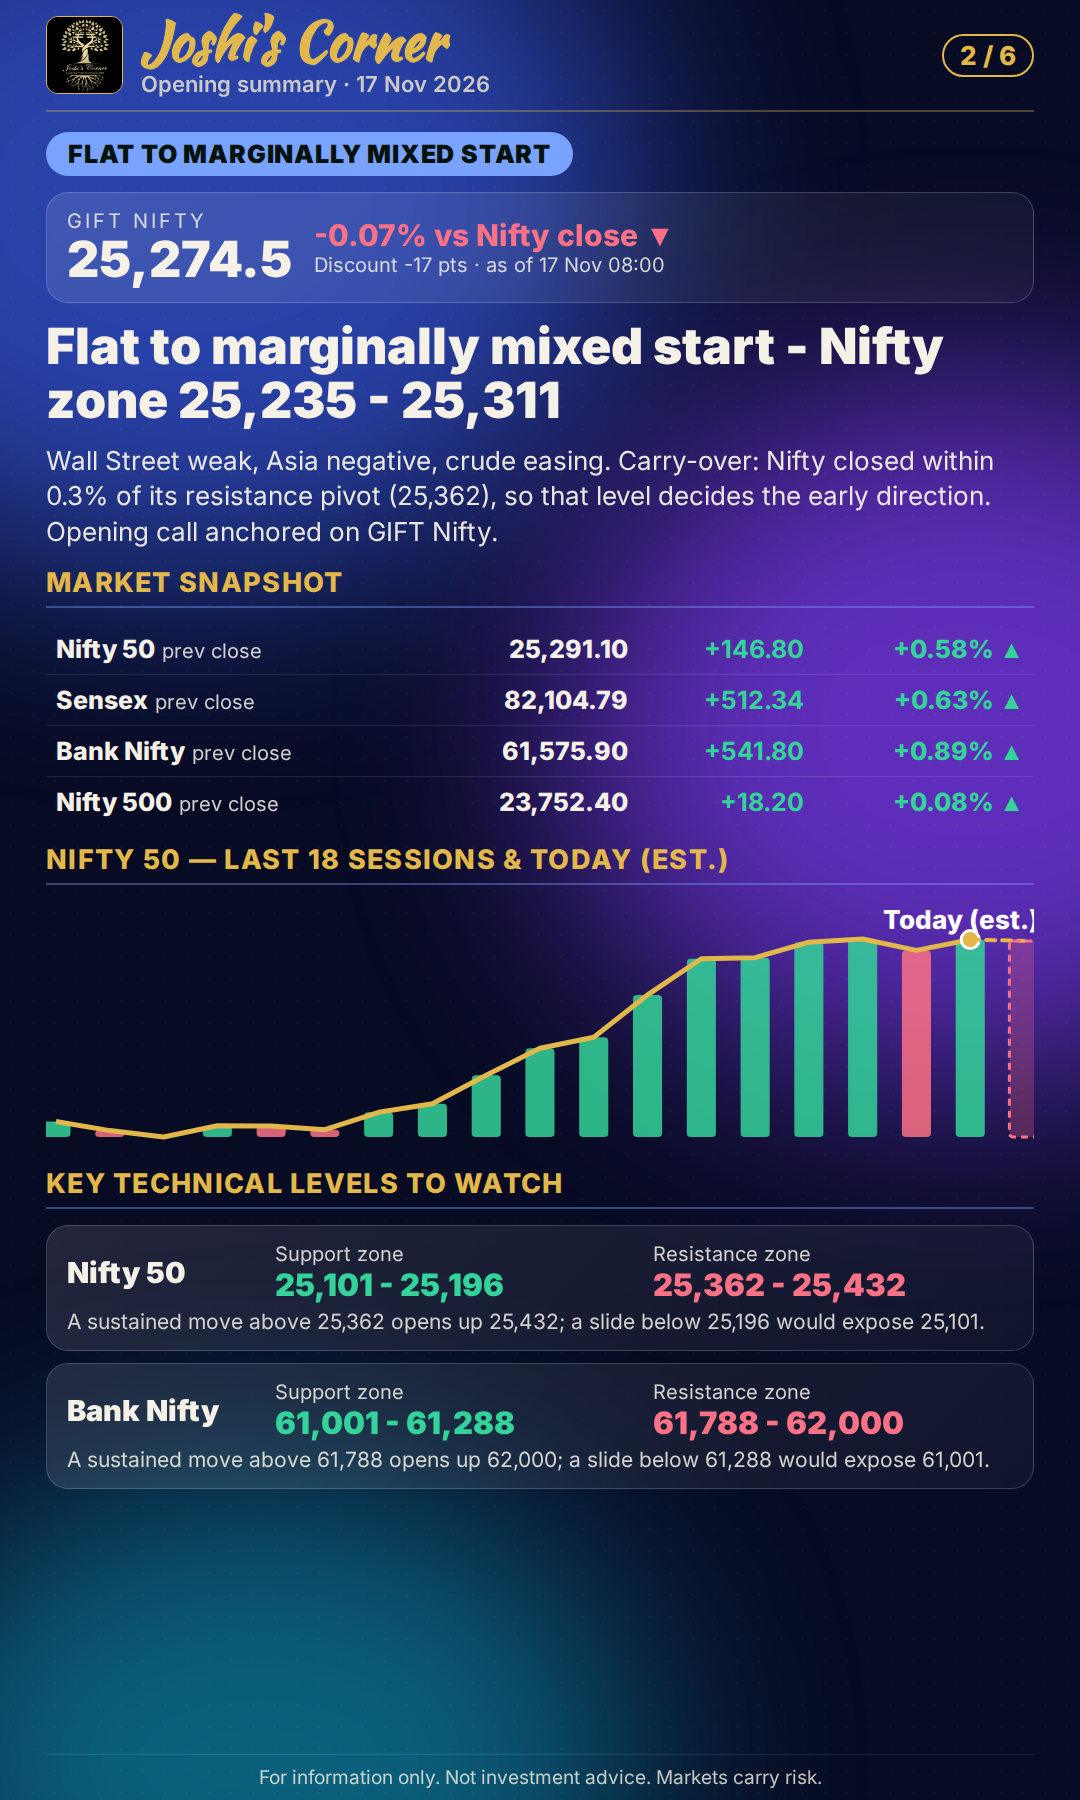 Joshi's Corner
Joshi's Corner
Opening summary · 17 Nov 2026
2 / 6
FLAT TO MARGINALLY MIXED START
GIFT NIFTY
25,274.5
-0.07% vs Nifty close ▼
Discount -17 pts · as of 17 Nov 08:00
Flat to marginally mixed start - Nifty
zone 25,235 - 25,311
Wall Street weak, Asia negative, crude easing. Carry-over: Nifty closed within
0.3% of its resistance pivot (25,362), so that level decides the early direction.
Opening call anchored on GIFT Nifty.
MARKET SNAPSHOT
Nifty 50 prev close 25,291.10 +146.80 +0.58% ▲
Sensex prev close 82,104.79 +512.34 +0.63% ▲
Bank Nifty prev close 61,575.90 +541.80 +0.89% ▲
Nifty 500 prev close 23,752.40 +18.20 +0.08% ▲
NIFTY 50 — LAST 18 SESSIONS & TODAY (EST.)
Today (est.)
KEY TECHNICAL LEVELS TO WATCH
Nifty 50
Support zone
25,101 - 25,196
Resistance zone
25,362 - 25,432
A sustained move above 25,362 opens up 25,432; a slide below 25,196 would expose 25,101.
Bank Nifty
Support zone
61,001 - 61,288
Resistance zone
61,788 - 62,000
A sustained move above 61,788 opens up 62,000; a slide below 61,288 would expose 61,001.
For information only. Not investment advice. Markets carry risk.